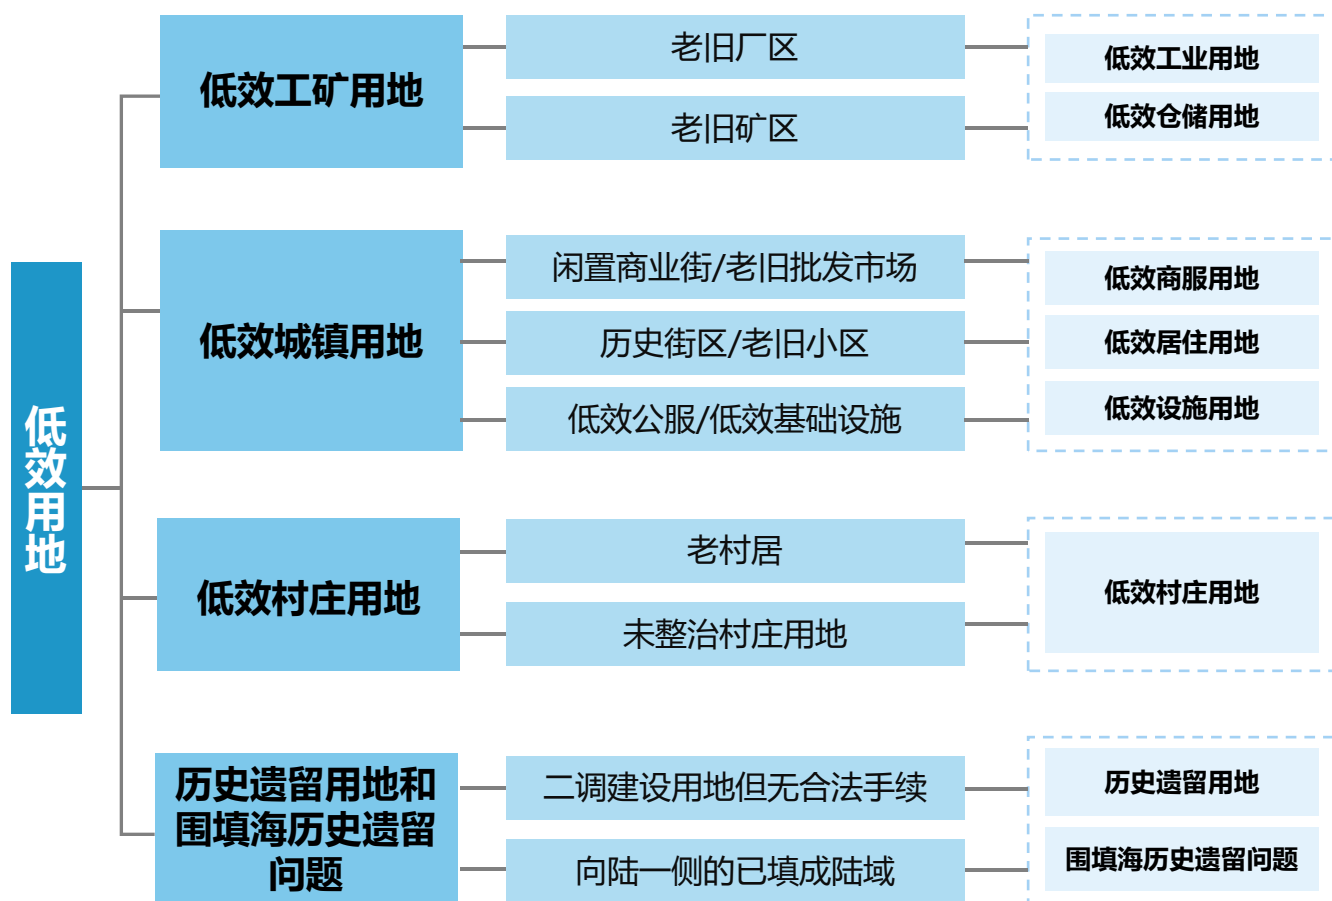 低效用地
低效工矿用地
老旧厂区
老旧矿区
低效工业用地
低效仓储用地
低效城镇用地
闲置商业街/老旧批发市场
历史街区/老旧小区
低效公服/低效基础设施
低效商服用地
低效居住用地
低效设施用地
低效村庄用地
老村居
未整治村庄用地
低效村庄用地
历史遗留用地和
围填海历史遗留
问题
二调建设用地但无合法手续
向陆一侧的已填成陆域
历史遗留用地
围填海历史遗留问题